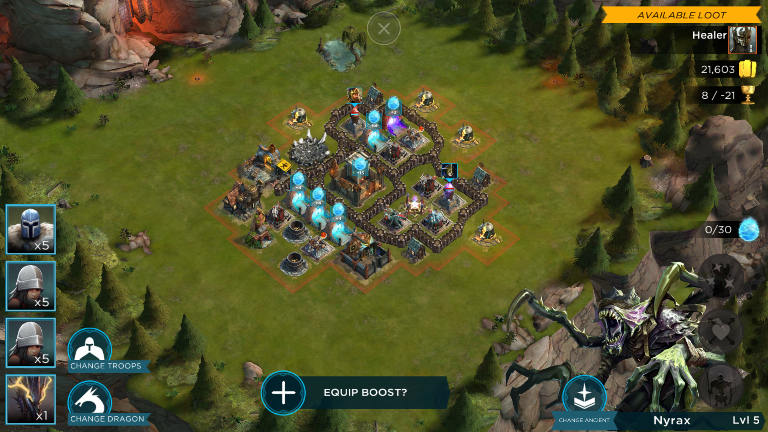 AVAILABLE LOOT
Healer
21,603
8 / -21
0/30
x5
x5
x5
x1
CHANGE TROOPS
CHANGE DRAGON
EQUIP BOOST?
CHANGE ANCIENT
Nyrax
Lvl 5